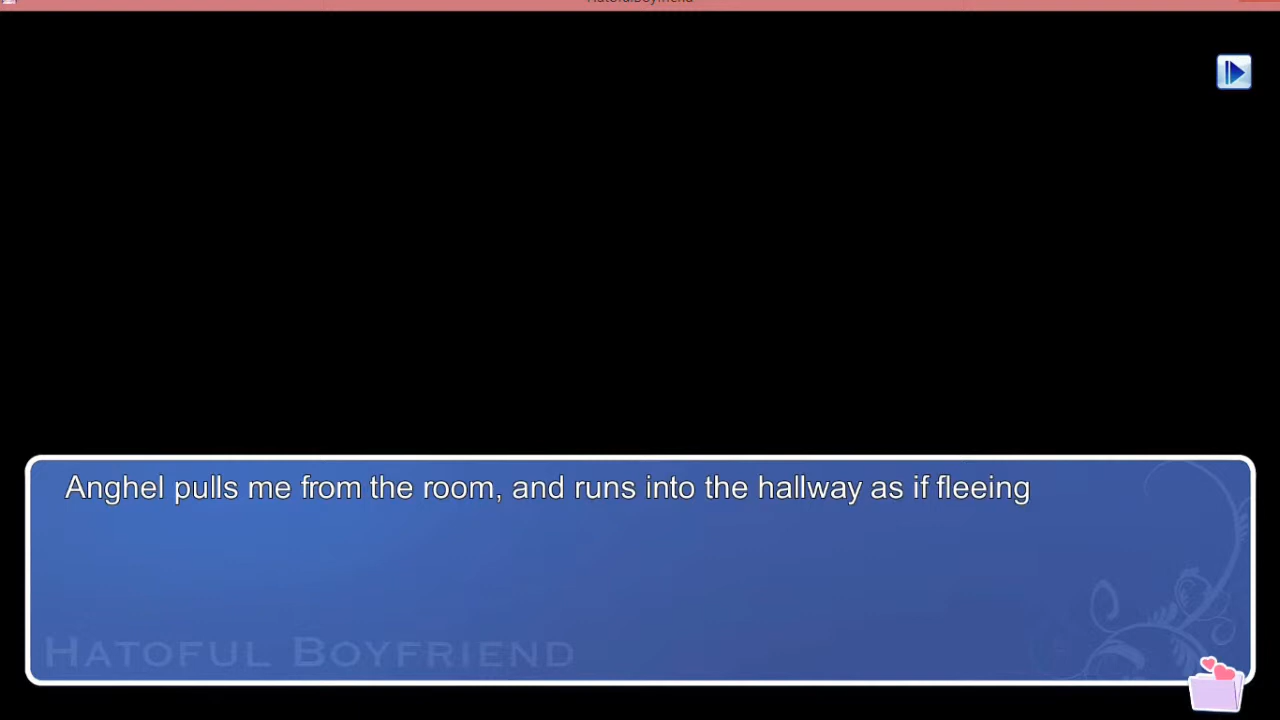 Anghel pulls me from the room, and runs into the hallway as if fleeing
HATOFUL BOYFRIEND